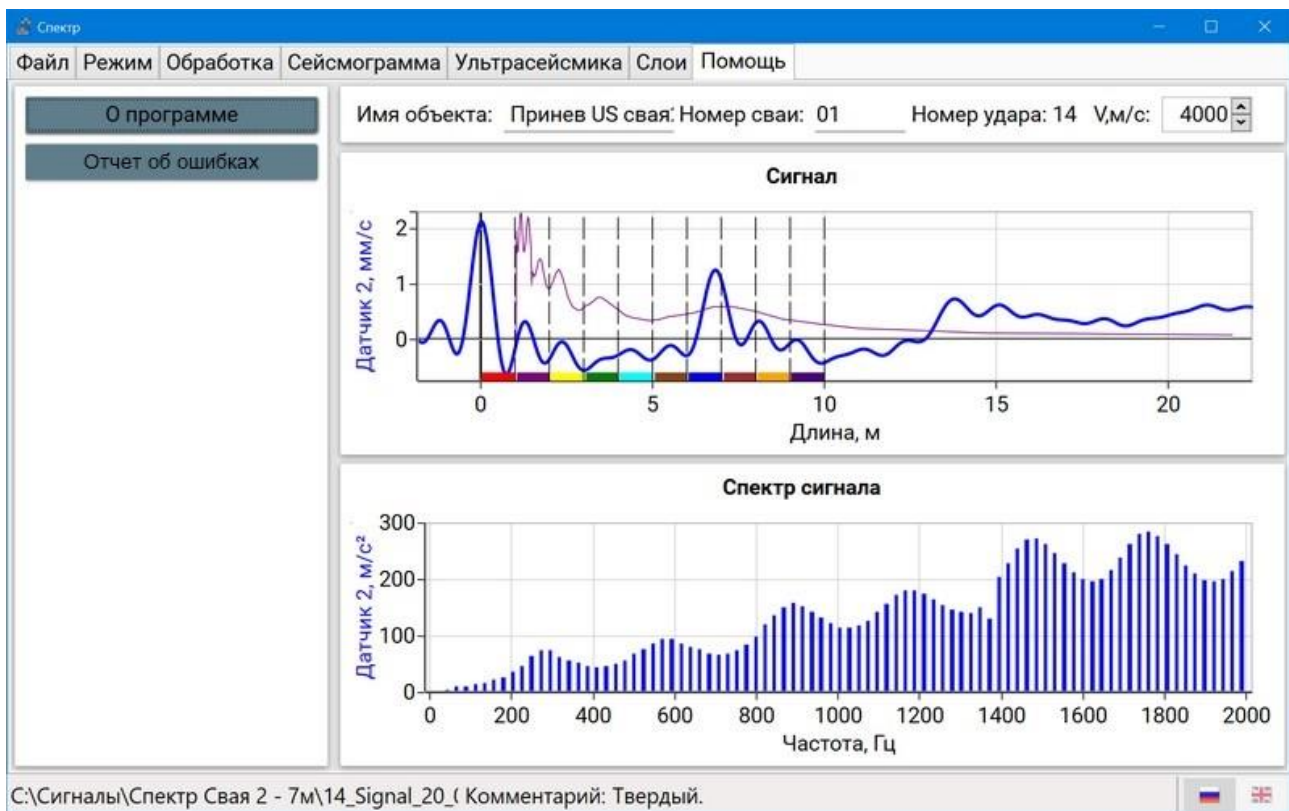 Спектр
Файл Режим Обработка Сейсмограмма Ультрасейсмика Слои Помощь
О программе
Отчет об ошибках
Имя объекта: Принев US свая: Номер сваи: 01 Номер удара: 14 V,м/с: 4000
Сигнал
Датчик 2, мм/с
2
1
0
0 5 10 15 20
Длина, м
Спектр сигнала
Датчик 2, м/с²
300
200
100
0
0 200 400 600 800 1000 1200 1400 1600 1800 2000
Частота, Гц
C:\Сигналы\Спектр Свая 2 - 7м\14_Signal_20_( Комментарий: Твердый.